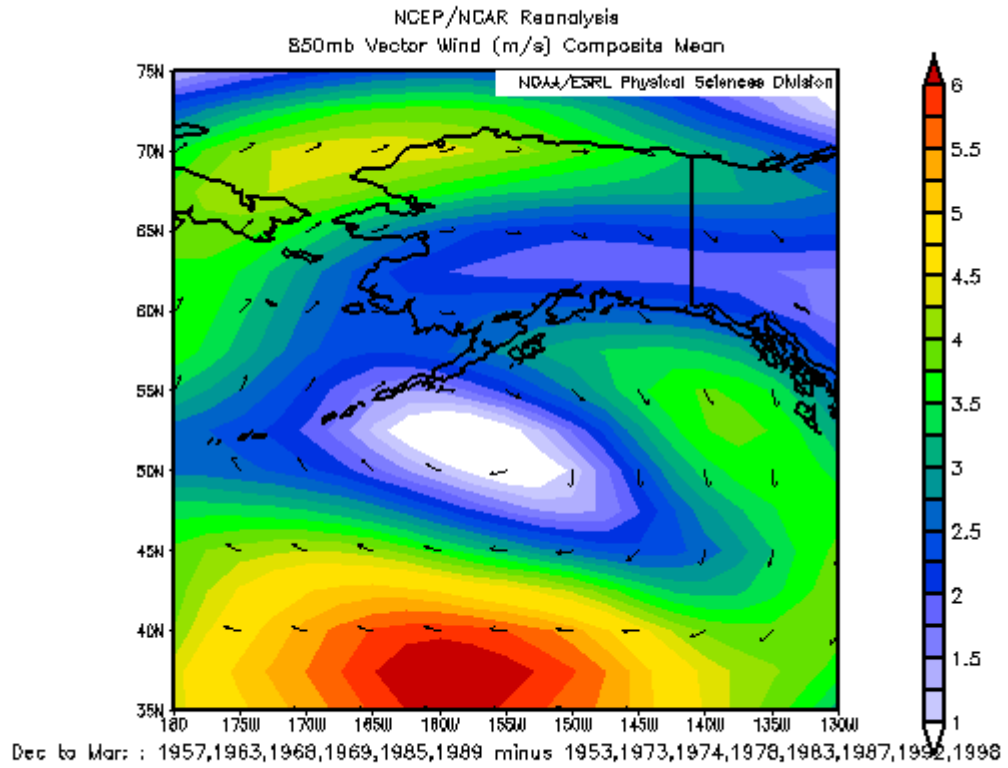 NCEP/NCAR Reanalysis
850mb Vector Wind (m/s) Composite Mean
NOAA/ESRL Physical Sciences Division
75N
70N
65N
60N
55N
50N
45N
40N
35N
180 175W 170W 165W 160W 155W 150W 145W 140W 135W 130W
6
5.5
5
4.5
4
3.5
3
2.5
2
1.5
1
Dec to Mar: : 1957,1963,1968,1969,1985,1989 minus 1953,1973,1974,1978,1983,1987,1992,1998